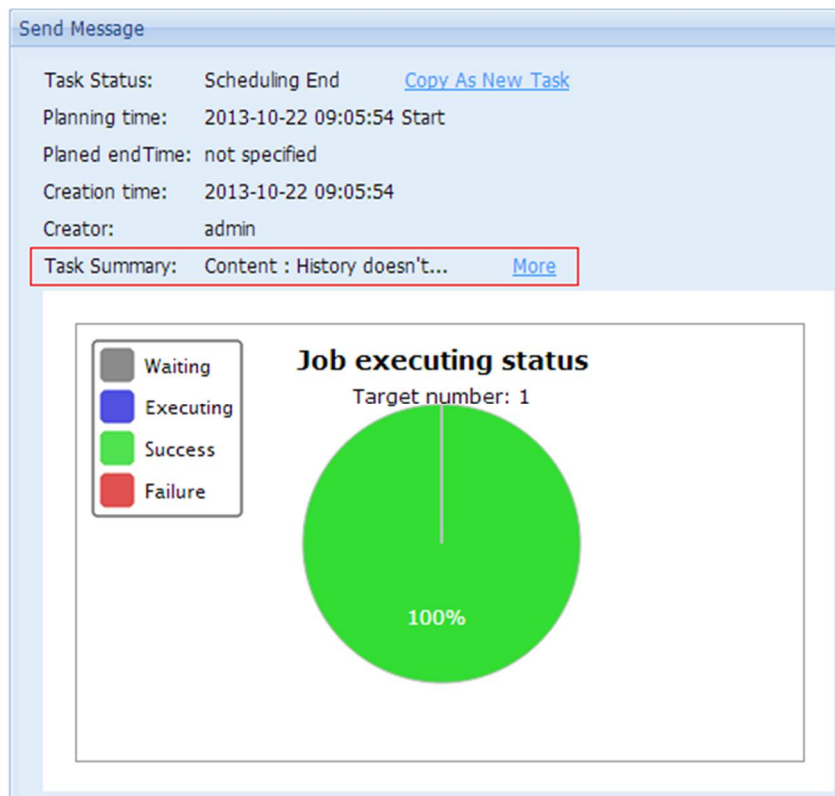 Send Message
Task Status: Scheduling End Copy As New Task
Planning time: 2013-10-22 09:05:54 Start
Planed endTime: not specified
Creation time: 2013-10-22 09:05:54
Creator: admin
Task Summary: Content : History doesn't... More
Job executing status
Target number: 1
Waiting
Executing
Success
Failure
100%